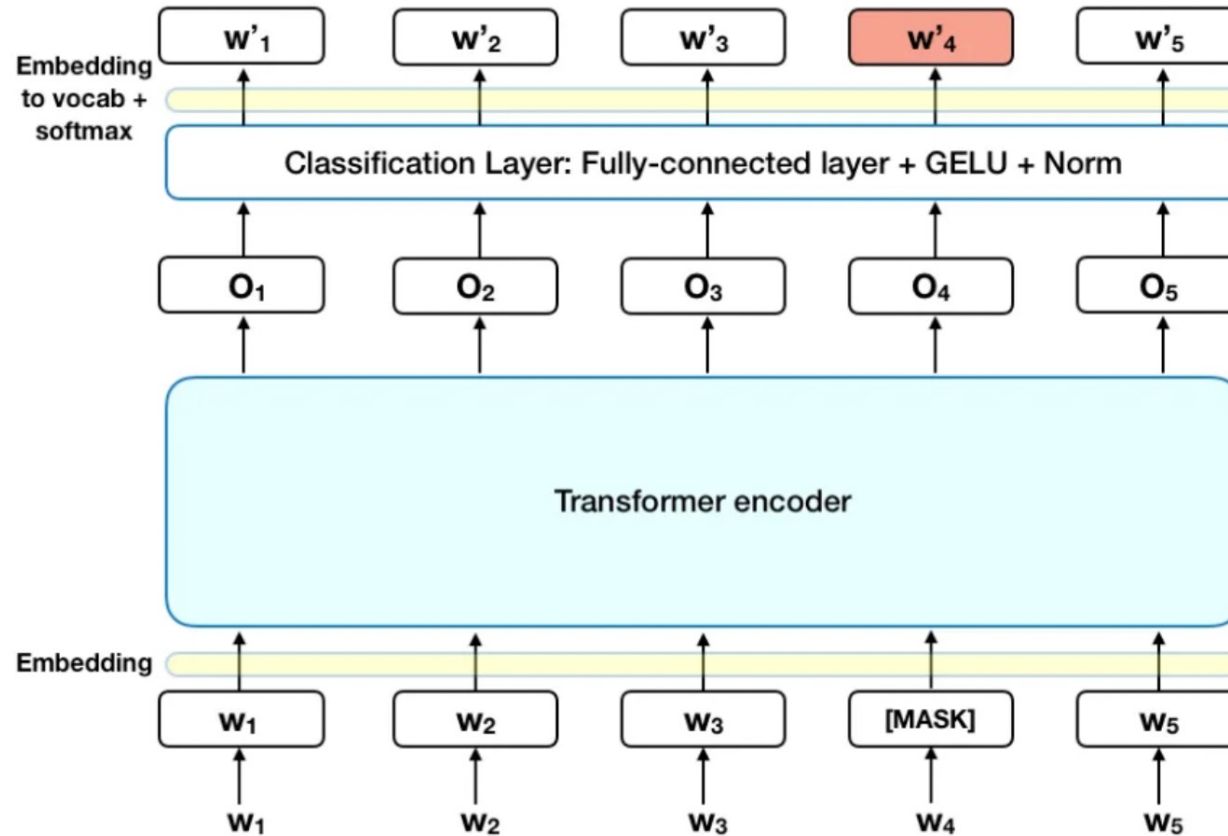 w’1 w’2 w’3 w’4 w’5
Embedding
to vocab +
softmax
Classification Layer: Fully-connected layer + GELU + Norm
O1 O2 O3 O4 O5
Transformer encoder
Embedding
W1 W2 W3 [MASK] W5
W1 W2 W3 W4 W5